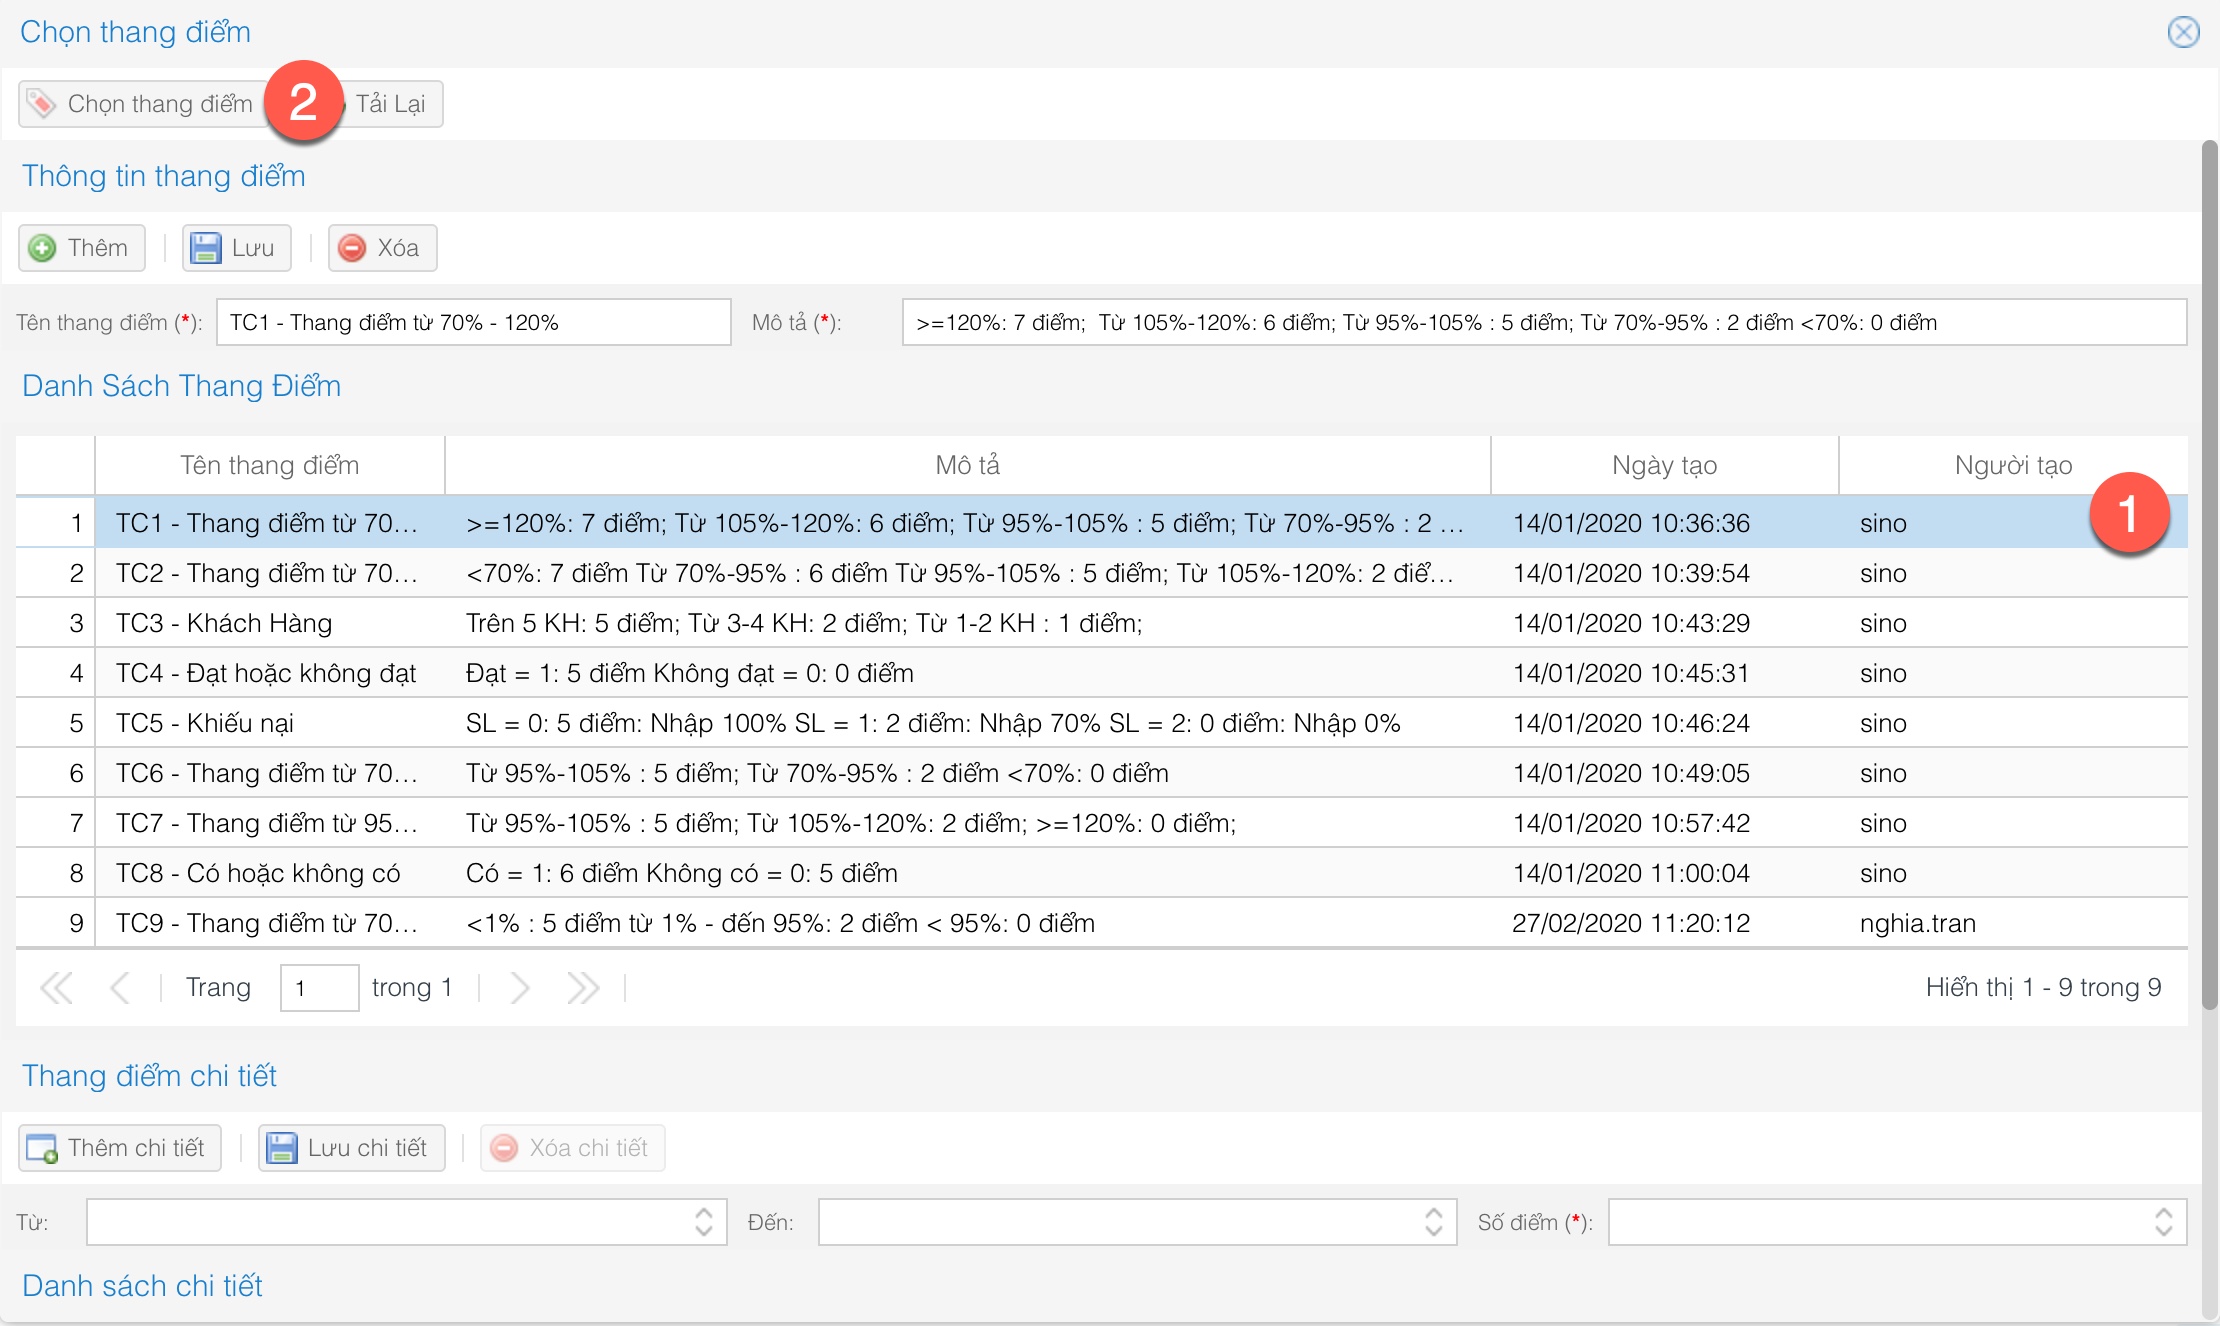 Chọn thang điểm
Chọn thang điểm 2 Tải Lại
Thông tin thang điểm
Thêm Lưu Xóa
Tên thang điểm (*): TC1 - Thang điểm từ 70% - 120% Mô tả (*): >=120%: 7 điểm; Từ 105%-120%: 6 điểm; Từ 95%-105% : 5 điểm; Từ 70%-95% : 2 điểm <70%: 0 điểm
Danh Sách Thang Điểm
Tên thang điểm Mô tả Ngày tạo Người tạo
1 TC1 - Thang điểm từ 70... >=120%: 7 điểm; Từ 105%-120%: 6 điểm; Từ 95%-105% : 5 điểm; Từ 70%-95% : 2 ... 14/01/2020 10:36:36 sino 1
2 TC2 - Thang điểm từ 70... <70%: 7 điểm Từ 70%-95% : 6 điểm Từ 95%-105% : 5 điểm; Từ 105%-120%: 2 điể... 14/01/2020 10:39:54 sino
3 TC3 - Khách Hàng Trên 5 KH: 5 điểm; Từ 3-4 KH: 2 điểm; Từ 1-2 KH : 1 điểm; 14/01/2020 10:43:29 sino
4 TC4 - Đạt hoặc không đạt Đạt = 1: 5 điểm Không đạt = 0: 0 điểm 14/01/2020 10:45:31 sino
5 TC5 - Khiếu nại SL = 0: 5 điểm: Nhập 100% SL = 1: 2 điểm: Nhập 70% SL = 2: 0 điểm: Nhập 0% 14/01/2020 10:46:24 sino
6 TC6 - Thang điểm từ 70... Từ 95%-105% : 5 điểm; Từ 70%-95% : 2 điểm <70%: 0 điểm 14/01/2020 10:49:05 sino
7 TC7 - Thang điểm từ 95... Từ 95%-105% : 5 điểm; Từ 105%-120%: 2 điểm; >=120%: 0 điểm; 14/01/2020 10:57:42 sino
8 TC8 - Có hoặc không có Có = 1: 6 điểm Không có = 0: 5 điểm 14/01/2020 11:00:04 sino
9 TC9 - Thang điểm từ 70... <1% : 5 điểm từ 1% - đến 95%: 2 điểm < 95%: 0 điểm 27/02/2020 11:20:12 nghia.tran
Trang 1 trong 1 Hiển thị 1 - 9 trong 9
Thang điểm chi tiết
Thêm chi tiết Lưu chi tiết Xóa chi tiết
Từ: Đến: Số điểm (*):
Danh sách chi tiết